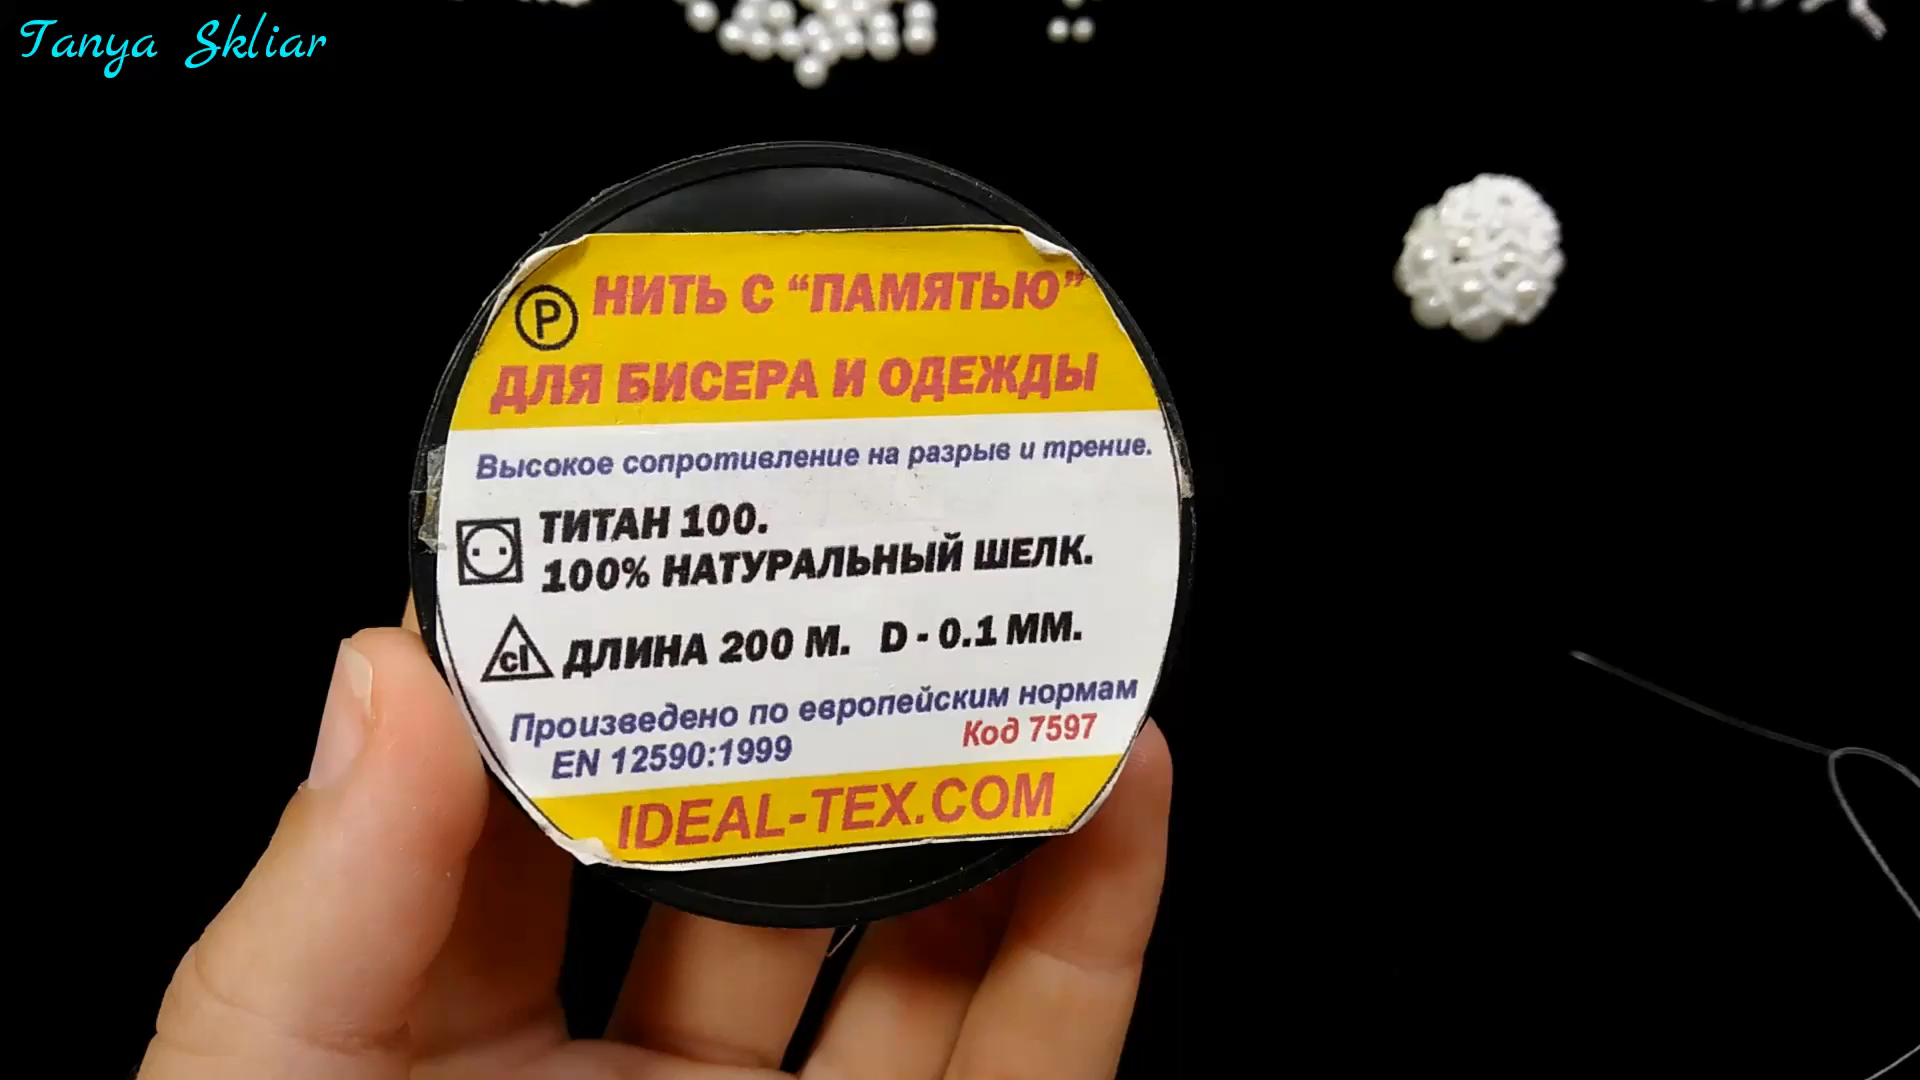 Tanya Skliar
Ⓟ НИТЬ С “ПАМЯТЬЮ”
ДЛЯ БИСЕРА И ОДЕЖДЫ
Высокое сопротивление на разрыв и трение.
ТИТАН 100.
100% НАТУРАЛЬНЫЙ ШЕЛК.
cl ДЛИНА 200 М. D - 0.1 ММ.
Произведено по европейским нормам
EN 12590:1999 Код 7597
IDEAL-TEX.COM